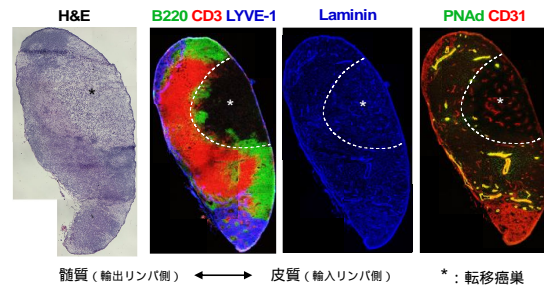 H&E
B220 CD3 LYVE-1
Laminin
PNAd CD31
*
*
*
*
髄質(輸出リンパ側) ⟷ 皮質(輸入リンパ側)
*:転移癌巣